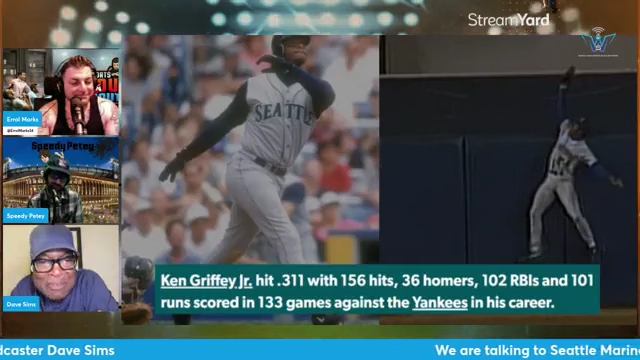 StreamYard
Errol Marks
@ErrolMarks24
Speedy Petey
Speedy Petey
Dave Sims
SEATTLE
Ken Griffey Jr. hit .311 with 156 hits, 36 homers, 102 RBIs and 101
runs scored in 133 games against the Yankees in his career.
dcaster Dave Sims
We are talking to Seattle Marine